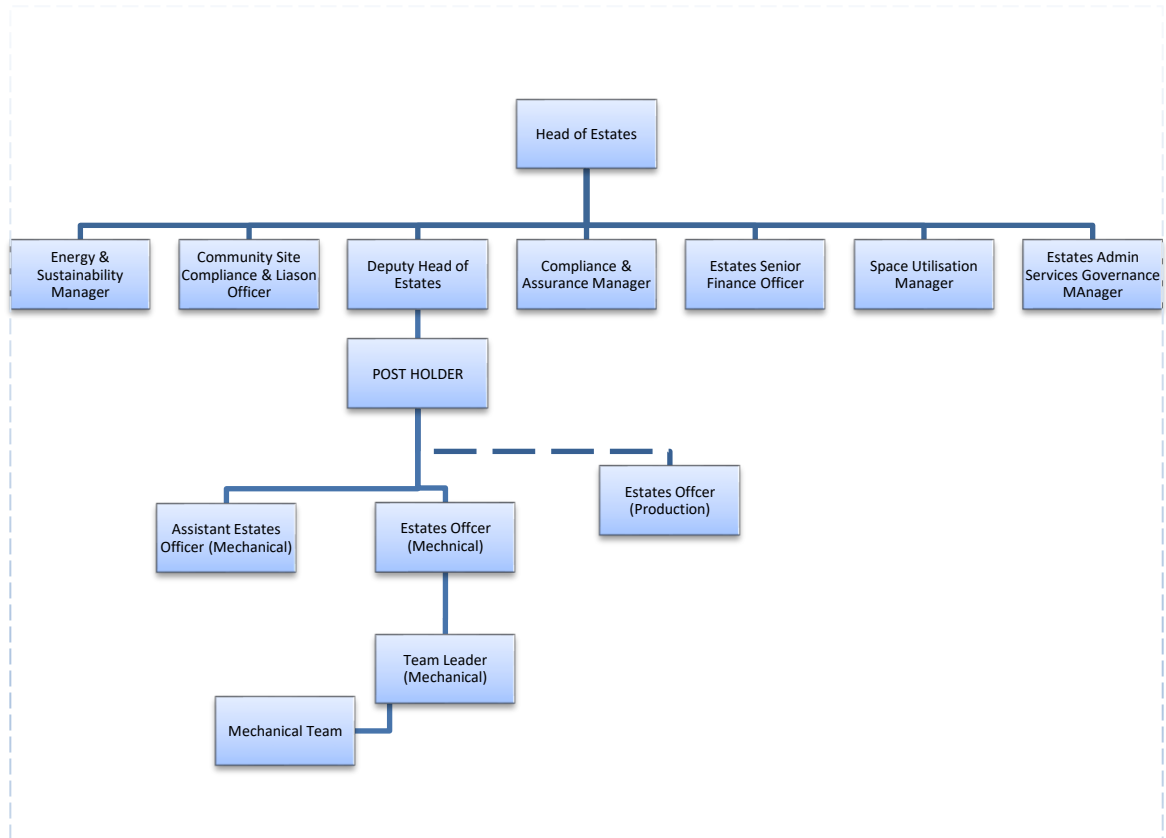 Head of Estates
Energy &
Sustainability
Manager
Community Site
Compliance & Liason
Officer
Deputy Head of
Estates
Compliance &
Assurance Manager
Estates Senior
Finance Officer
Space Utilisation
Manager
Estates Admin
Services Governance
MAnager
POST HOLDER
Assistant Estates
Officer (Mechanical)
Estates Offcer
(Mechnical)
Estates Offcer
(Production)
Team Leader
(Mechanical)
Mechanical Team